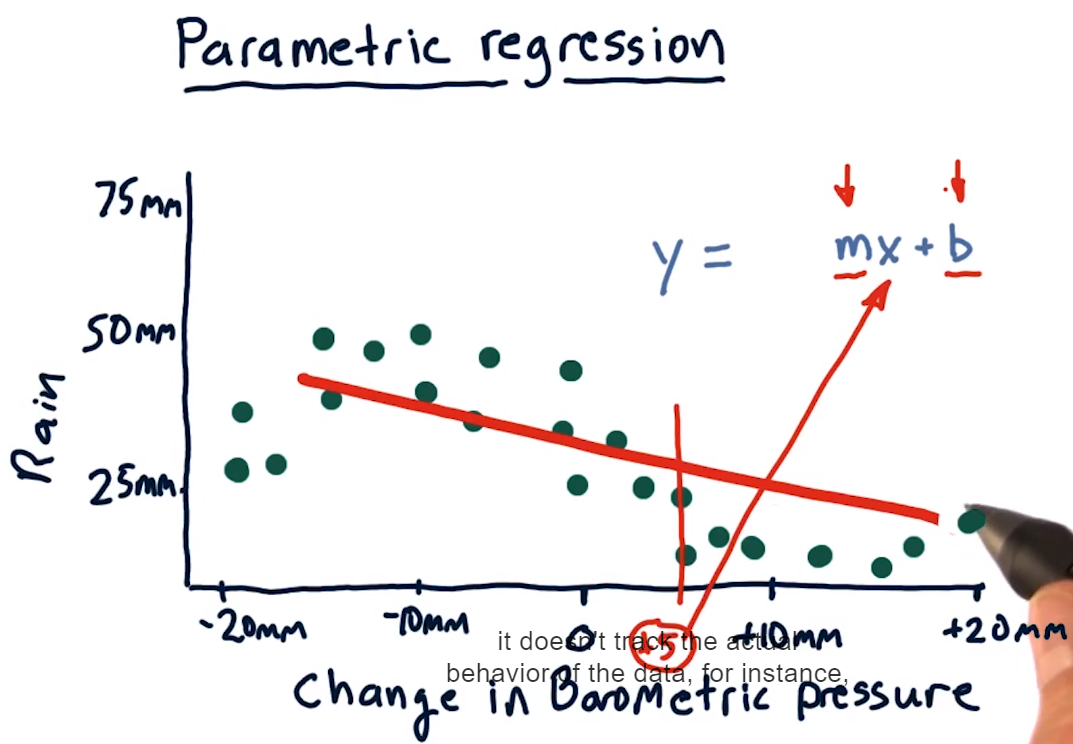 Parametric regression
75mm
y = mx + b
50mm
Rain
25mm
-20mm -10mm 0 +10mm +20mm
it doesn't track the actual
behavior of the data, for instance,
Change in Barometric pressure